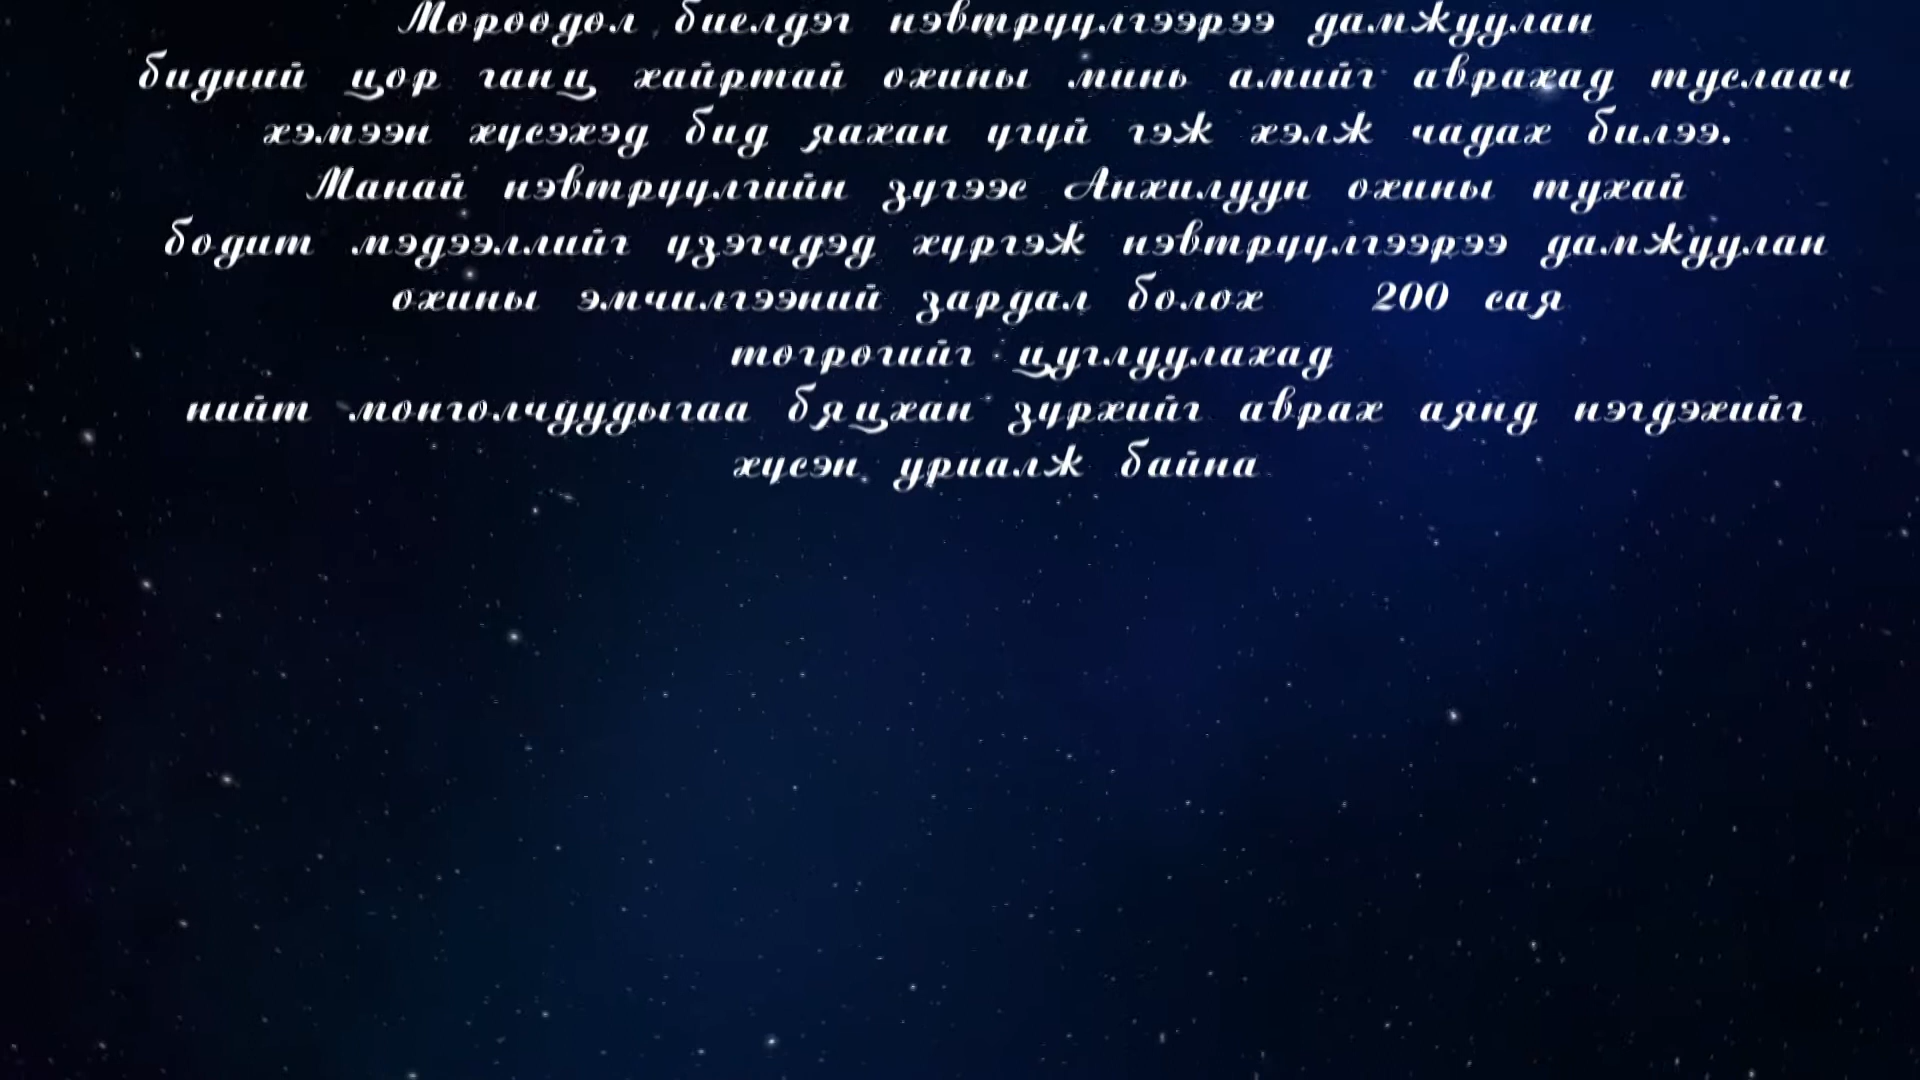 Мөрөөдөл биелдэг нэвтрүүлгээрээ дамжуулан
бидний цор ганц хайртай охины минь амийг аврахад туслаач
хэмээн хүсэхэд бид яахан үгүй гэж хэлж чадах билээ.
Манай нэвтрүүлгийн зүгээс Анхилуун охины тухай
бодит мэдээллийг үзэгчдэд хүргэж нэвтрүүлгээрээ дамжуулан
охины эмчилгээний зардал болох 200 сая
төгрөгийг цуглуулахад
нийт монголчуудыгаа бяцхан зүрхийг аврах аянд нэгдэхийг
хүсэн уриалж байна